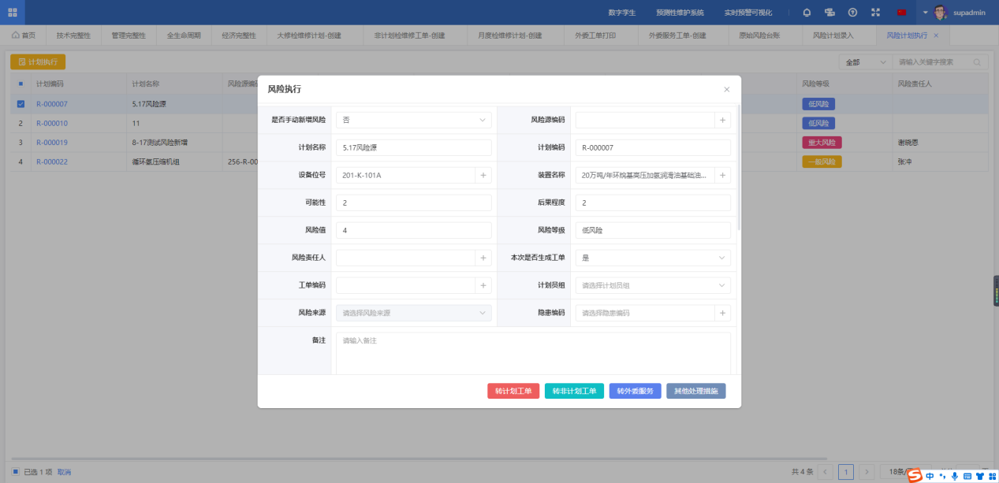 数字孪生 预测性维护系统 实时预警可视化 supadmin
首页 技术完整性 管理完整性 全生命周期 经济完整性 大修检维修计划-创建 非计划检维修工单-创建 月度检维修计划-创建 外委工单打印 外委服务工单-创建 原始风险台账 风险计划录入 风险计划执行
计划执行 全部 请输入关键字搜索
计划编码 计划名称 风险源编码 风险等级 风险责任人
R-000007 5.17风险源 低风险
2 R-000010 11 低风险
3 R-000019 8-17测试风险新增 重大风险 谢晓恩
4 R-000022 循环氢压缩机组 256-R-00 一般风险 张冲
风险执行
是否手动新增风险 否 风险源编码
计划名称 5.17风险源 计划编码 R-000007
设备位号 201-K-101A 装置名称 20万吨/年环烷基高压加氢润滑油基础油...
可能性 2 后果程度 2
风险值 4 风险等级 低风险
风险责任人 本次是否生成工单 是
工单编码 计划员组 请选择计划员组
风险来源 请选择风险来源 隐患编码 请选择隐患编码
备注 请输入备注
转计划工单 转非计划工单 转外委服务 其他处理措施
已选 1 项 取消 共 4 条 1 18条/ 中